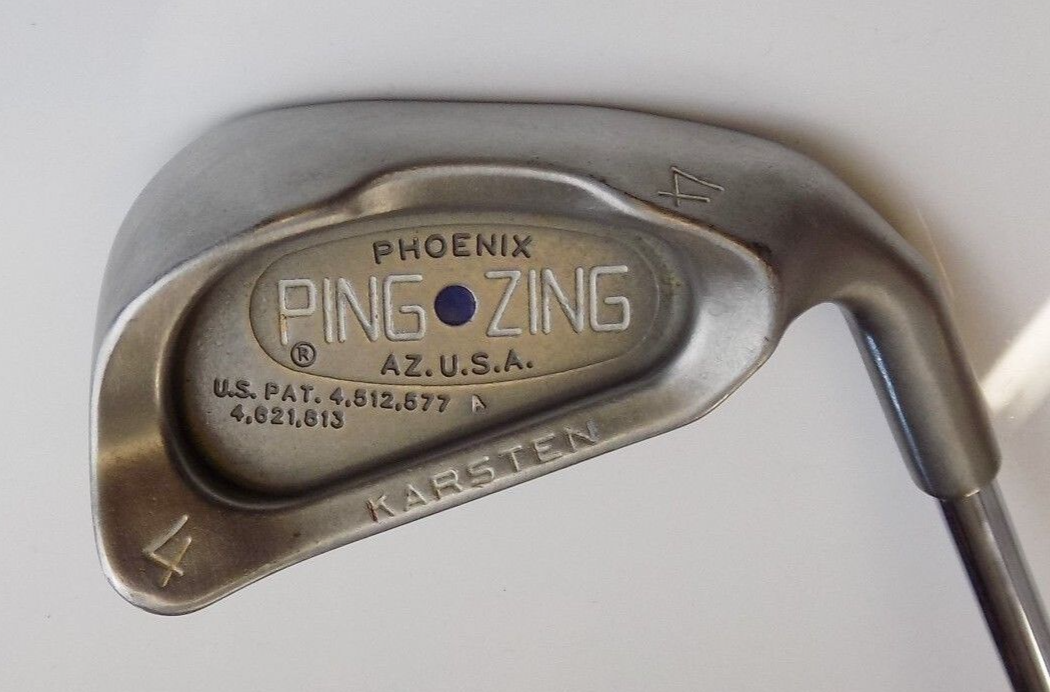 4
PHOENIX
PING ZING
®
AZ. U.S.A.
U.S. PAT. 4,512,577 A
4,621,813
KARSTEN
4